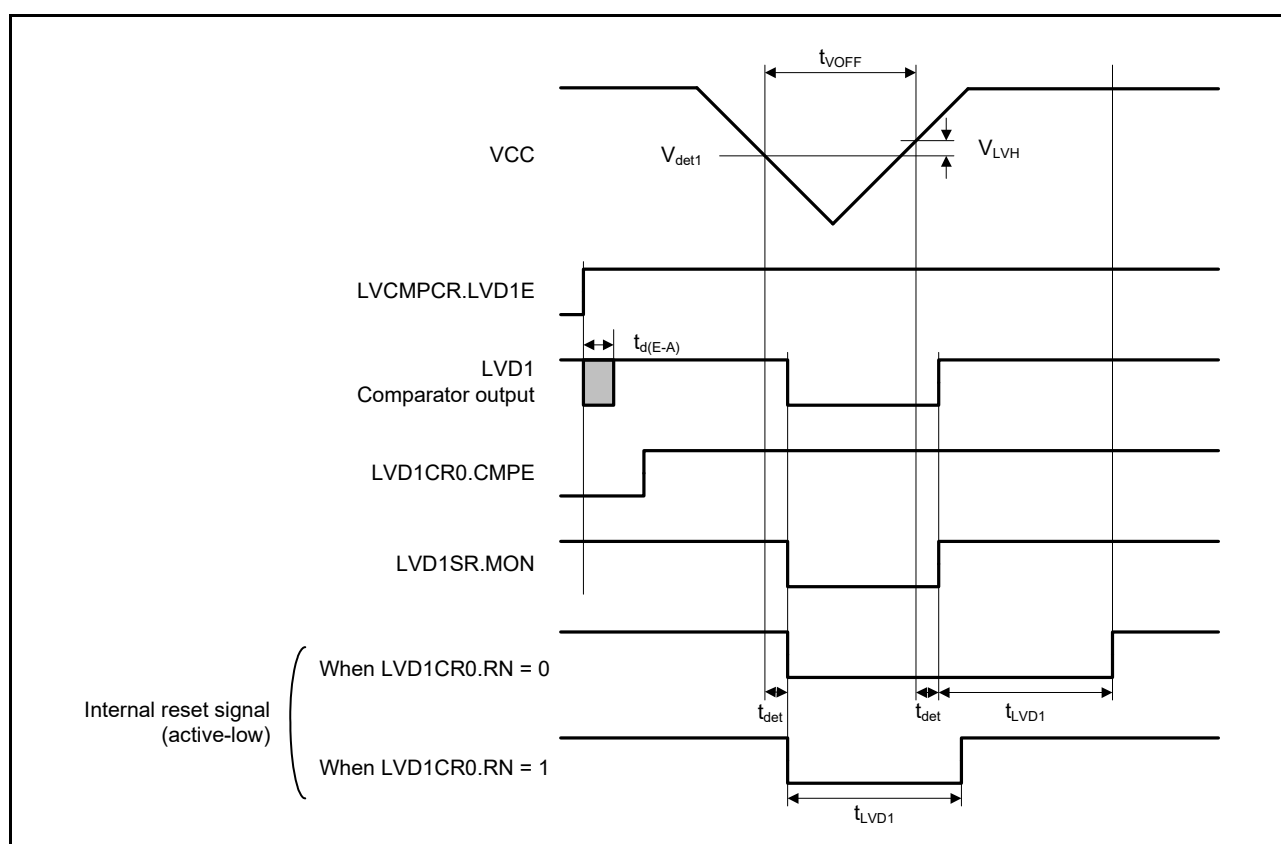 tVOFF
VCC
Vdet1
VLVH
LVCMPCR.LVD1E
td(E-A)
LVD1
Comparator output
LVD1CR0.CMPE
LVD1SR.MON
When LVD1CR0.RN = 0
Internal reset signal
(active-low)
tdet
tdet
tLVD1
When LVD1CR0.RN = 1
tLVD1